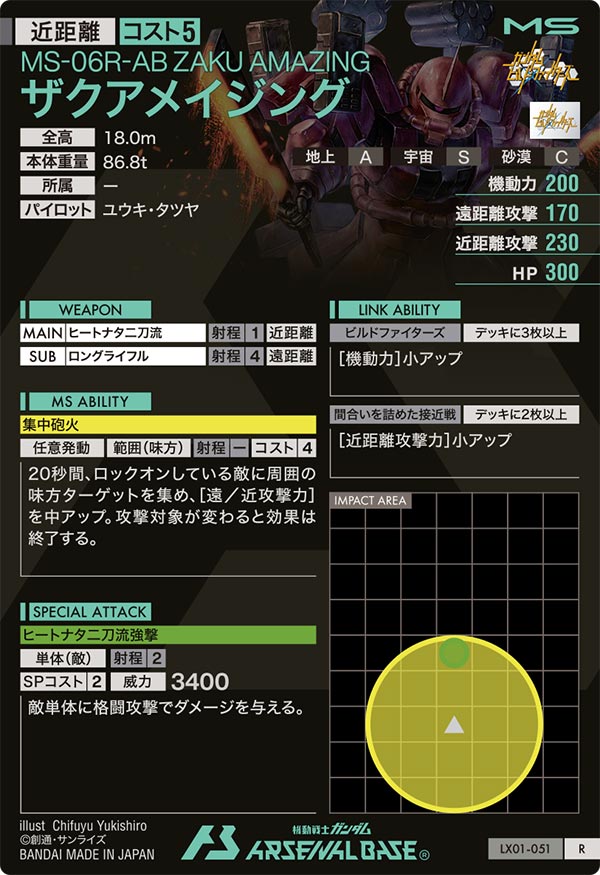 近距離 コスト5 MS
MS-06R-AB ZAKU AMAZING
ザクアメイジング
全高 18.0m
本体重量 86.8t
所属 ー
パイロット ユウキ・タツヤ
地上 A 宇宙 S 砂漠 C
機動力 200
遠距離攻撃 170
近距離攻撃 230
HP 300
WEAPON
MAIN ヒートナタ二刀流 射程 1 近距離
SUB ロングライフル 射程 4 遠距離
MS ABILITY
集中砲火
任意発動 範囲(味方) 射程 ー コスト 4
20秒間、ロックオンしている敵に周囲の
味方ターゲットを集め、[遠／近攻撃力]
を中アップ。攻撃対象が変わると効果は
終了する。
SPECIAL ATTACK
ヒートナタ二刀流強撃
単体(敵) 射程 2
SPコスト 2 威力 3400
敵単体に格闘攻撃でダメージを与える。
LINK ABILITY
ビルドファイターズ デッキに3枚以上
[機動力]小アップ
間合いを詰めた接近戦 デッキに2枚以上
[近距離攻撃力]小アップ
IMPACT AREA
illust Chifuyu Yukishiro
©創通・サンライズ
BANDAI MADE IN JAPAN
機動戦士ガンダム
ARSENAL BASE®
LX01-051 R